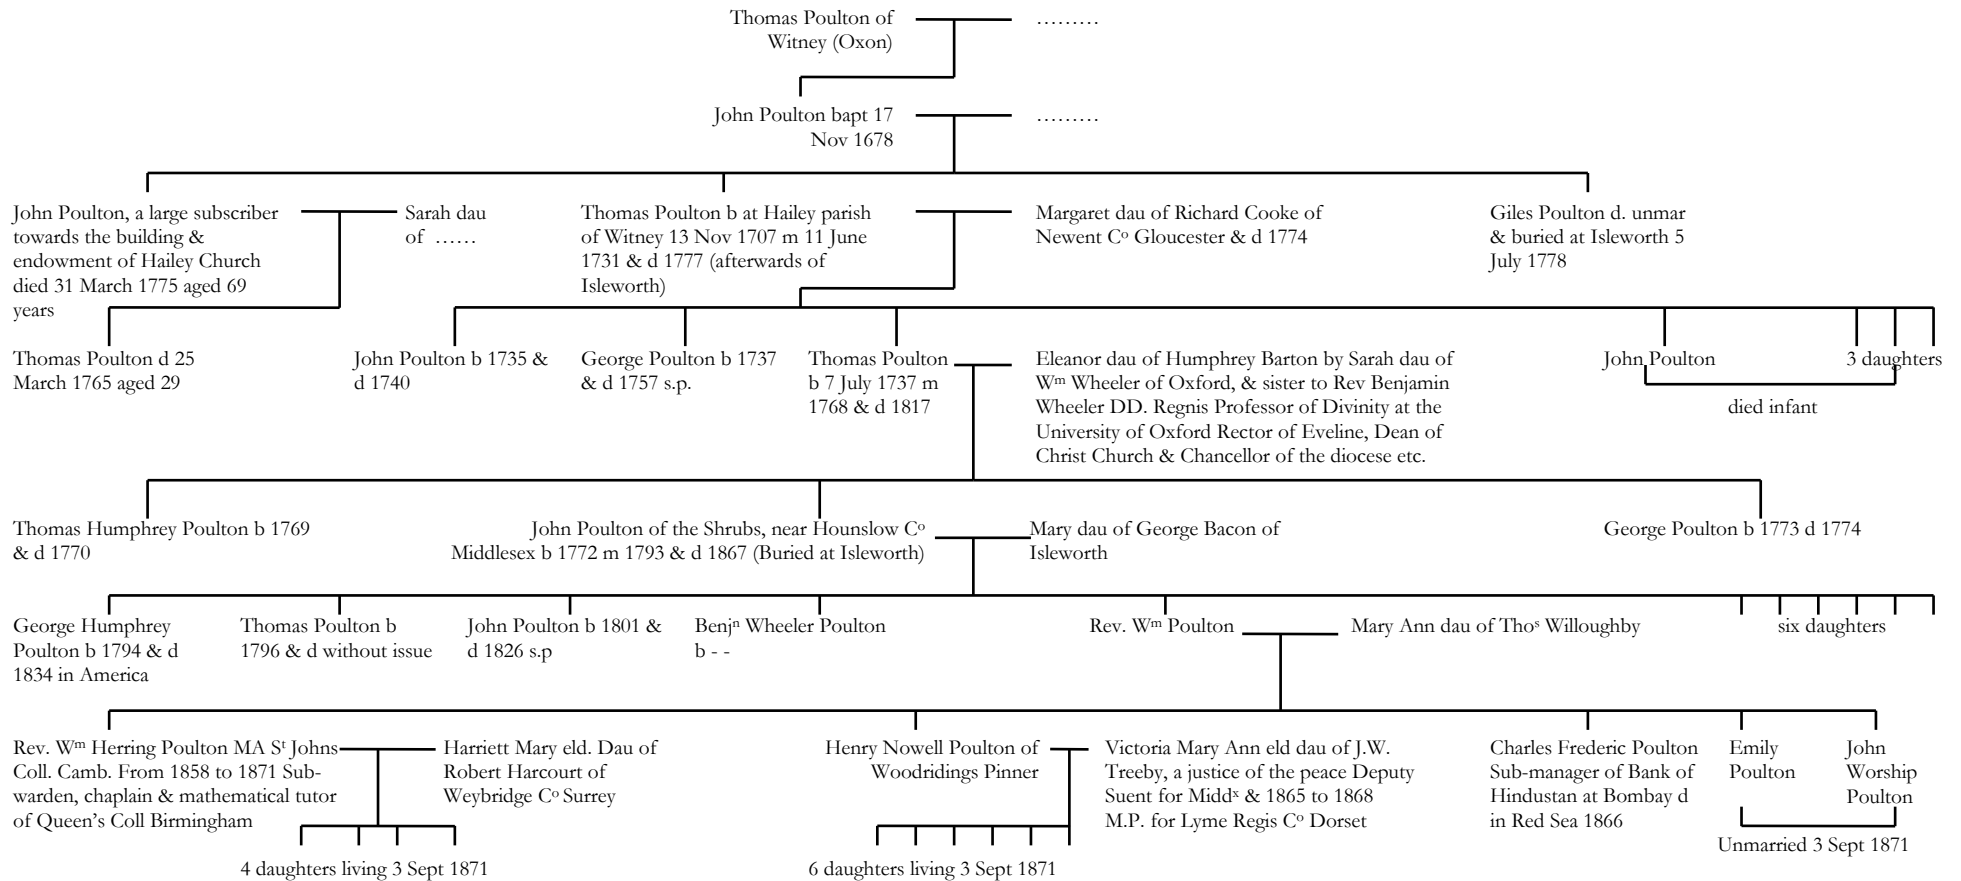 Thomas Poulton of
Witney (Oxon)
………
John Poulton bapt 17
Nov 1678
………
John Poulton, a large subscriber
towards the building &
endowment of Hailey Church
died 31 March 1775 aged 69
years
Sarah dau
of ……
Thomas Poulton b at Hailey parish
of Witney 13 Nov 1707 m 11 June
1731 & d 1777 (afterwards of
Isleworth)
Margaret dau of Richard Cooke of
Newent Cᵒ Gloucester & d 1774
Giles Poulton d. unmar
& buried at Isleworth 5
July 1778
Thomas Poulton d 25
March 1765 aged 29
John Poulton b 1735 &
d 1740
George Poulton b 1737
& d 1757 s.p.
Thomas Poulton
b 7 July 1737 m
1768 & d 1817
Eleanor dau of Humphrey Barton by Sarah dau of
Wᵐ Wheeler of Oxford, & sister to Rev Benjamin
Wheeler DD. Regnis Professor of Divinity at the
University of Oxford Rector of Eveline, Dean of
Christ Church & Chancellor of the diocese etc.
John Poulton
3 daughters
died infant
Thomas Humphrey Poulton b 1769
& d 1770
John Poulton of the Shrubs, near Hounslow Cᵒ
Middlesex b 1772 m 1793 & d 1867 (Buried at Isleworth)
Mary dau of George Bacon of
Isleworth
George Poulton b 1773 d 1774
George Humphrey
Poulton b 1794 & d
1834 in America
Thomas Poulton b
1796 & d without issue
John Poulton b 1801 &
d 1826 s.p
Benjⁿ Wheeler Poulton
b - -
Rev. Wᵐ Poulton
Mary Ann dau of Thoˢ Willoughby
six daughters
Rev. Wᵐ Herring Poulton MA Sᵗ Johns
Coll. Camb. From 1858 to 1871 Sub-
warden, chaplain & mathematical tutor
of Queen's Coll Birmingham
Harriett Mary eld. Dau of
Robert Harcourt of
Weybridge Cᵒ Surrey
4 daughters living 3 Sept 1871
Henry Nowell Poulton of
Woodridings Pinner
Victoria Mary Ann eld dau of J.W.
Treeby, a justice of the peace Deputy
Suent for Middˣ & 1865 to 1868
M.P. for Lyme Regis Cᵒ Dorset
6 daughters living 3 Sept 1871
Charles Frederic Poulton
Sub-manager of Bank of
Hindustan at Bombay d
in Red Sea 1866
Emily
Poulton
John
Worship
Poulton
Unmarried 3 Sept 1871